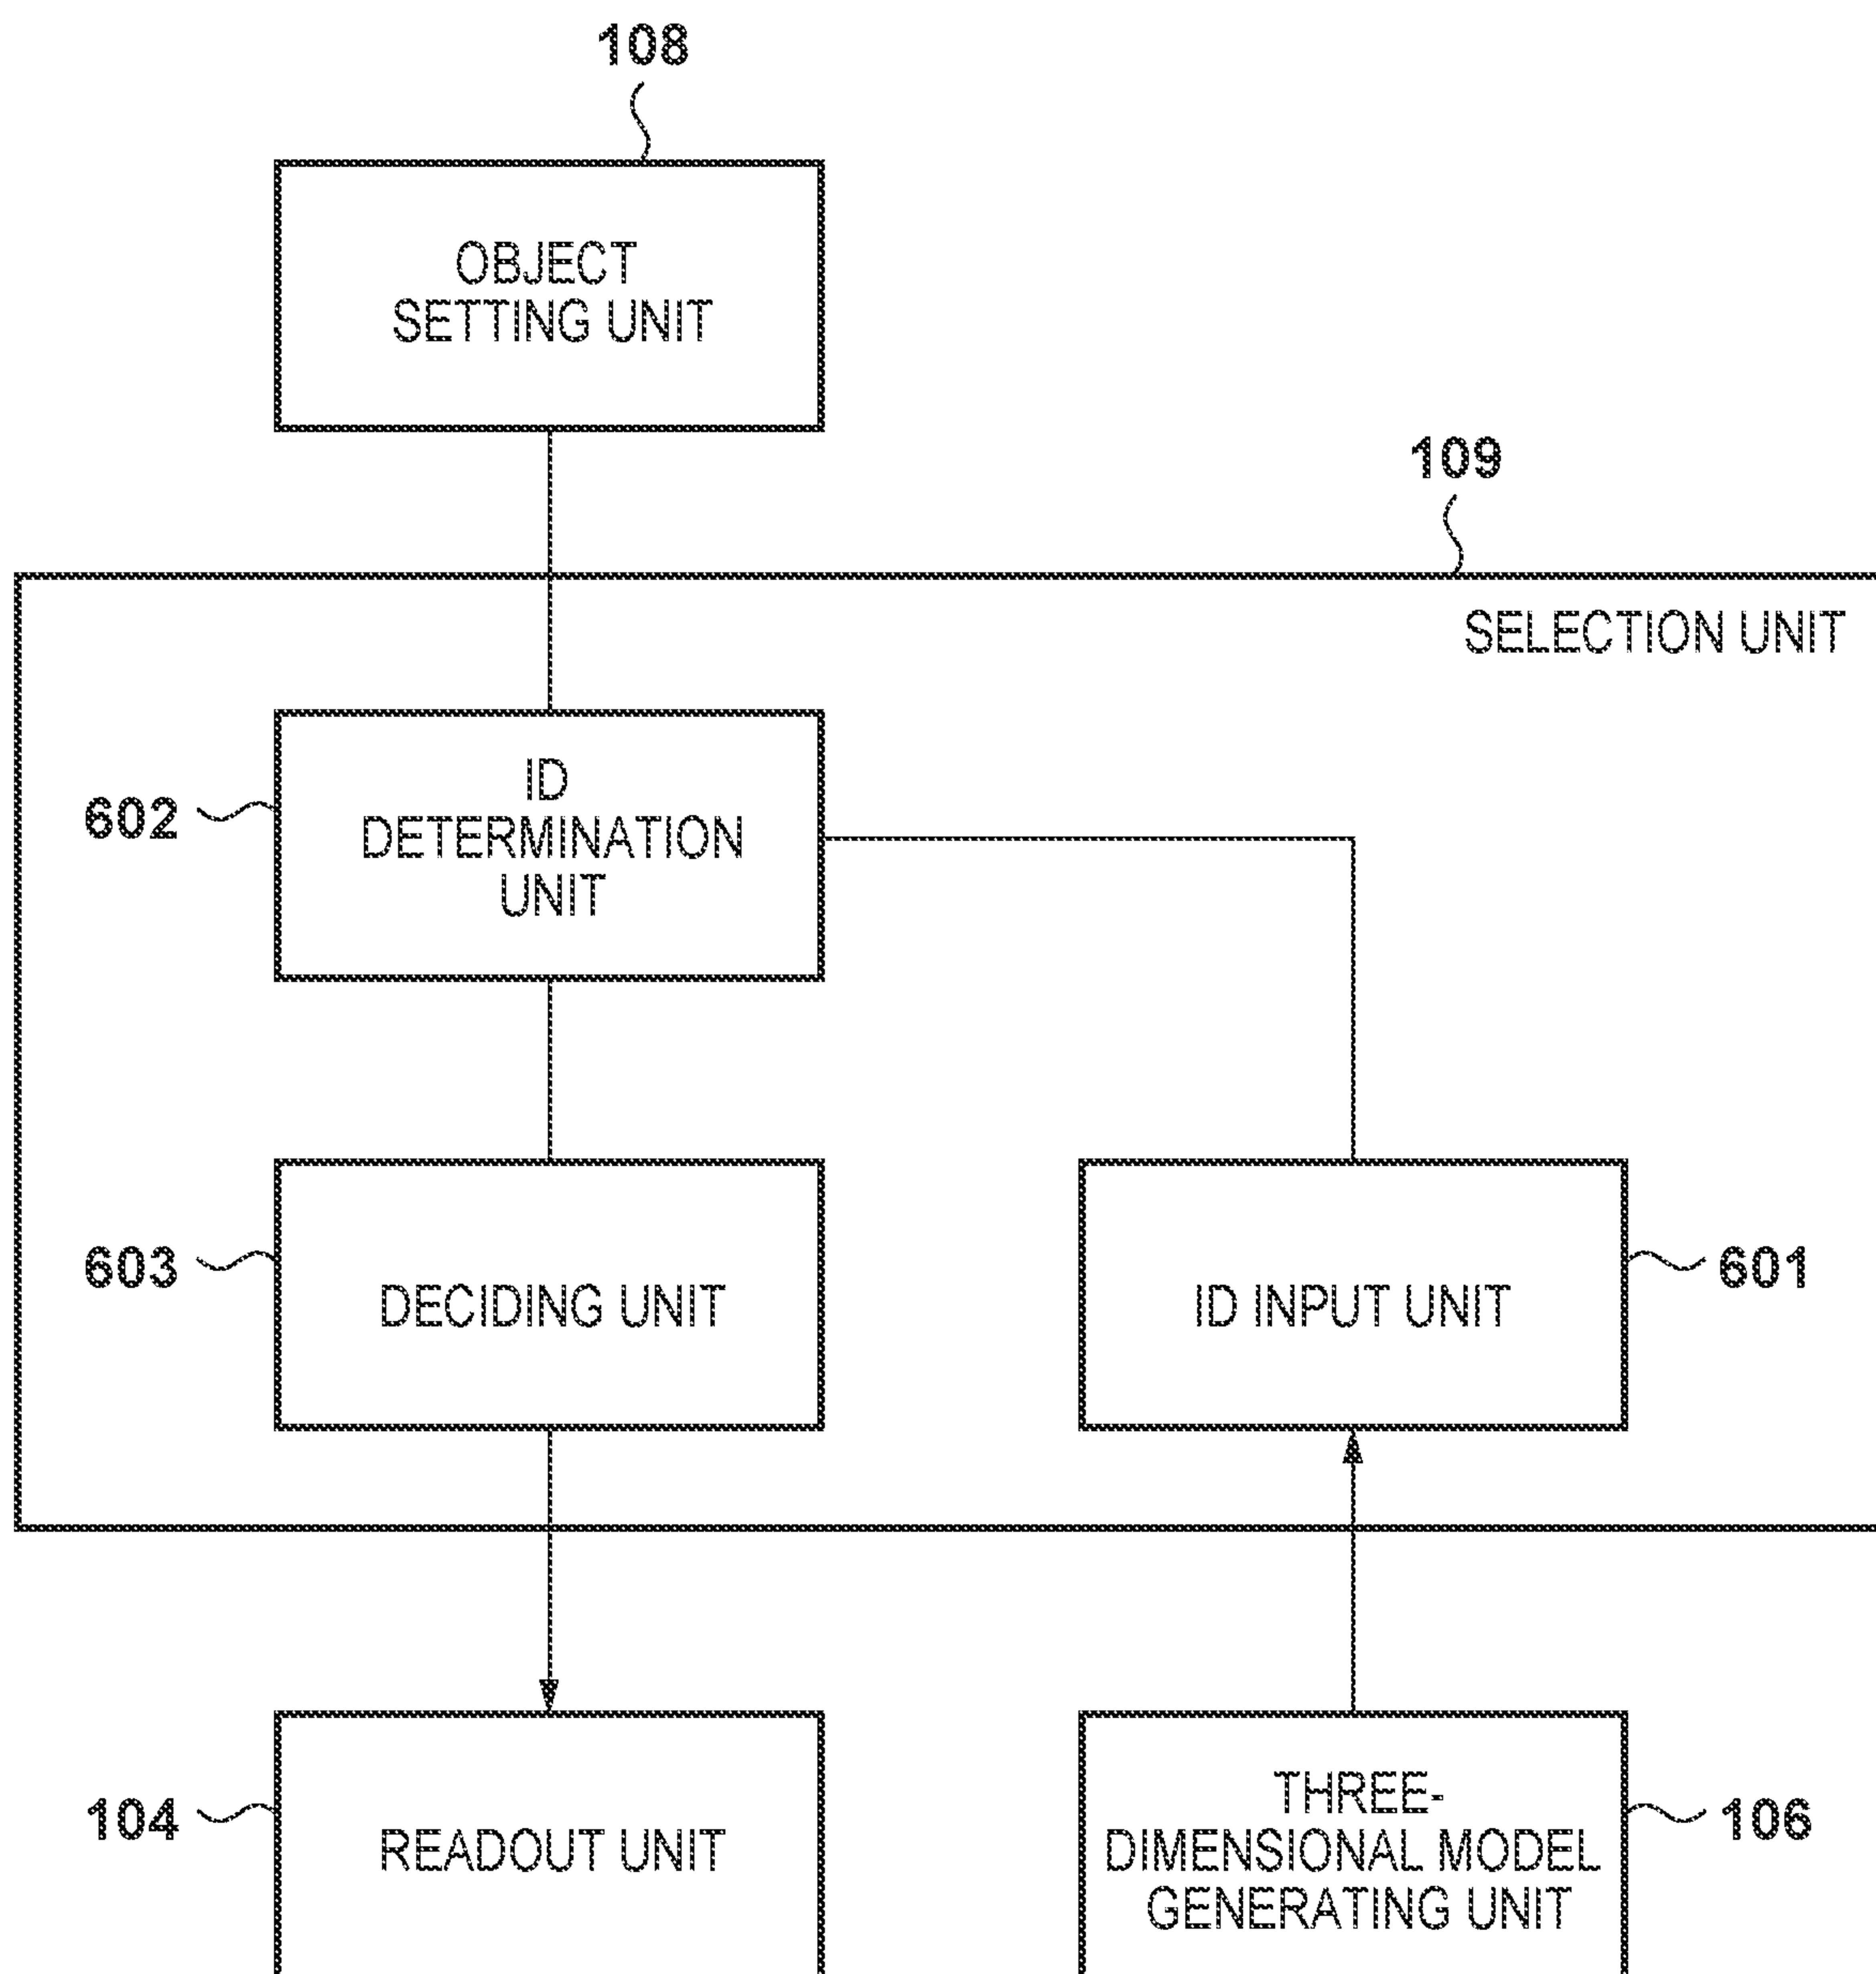 108
OBJECT
SETTING UNIT
109
SELECTION UNIT
602
ID
DETERMINATION
UNIT
603
DECIDING UNIT
ID INPUT UNIT
601
104
READOUT UNIT
THREE-
DIMENSIONAL MODEL
GENERATING UNIT
106